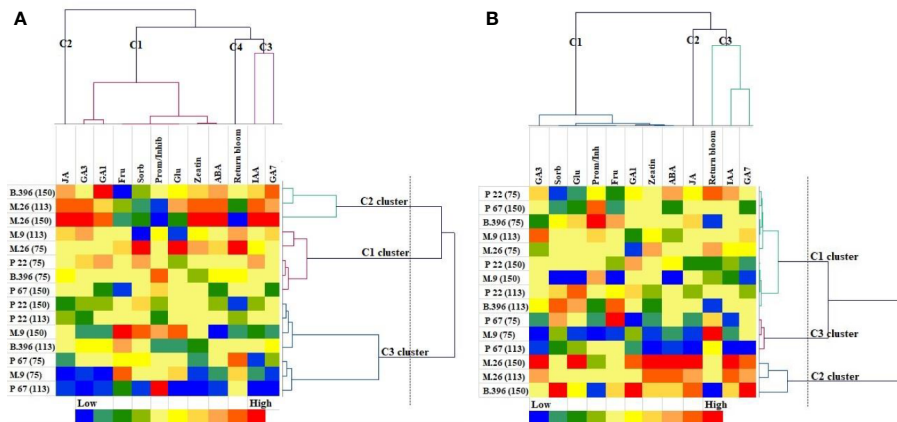 A
C2
C1
C4
C3
JA
GA3
GA1
Fru
Sorb
Prom/Inhib
Glu
Zeatin
ABA
Return bloom
IAA
GA7
B.396 (150)
M.26 (113)
M.26 (150)
M.9 (113)
M.26 (75)
P 22 (75)
B.396 (75)
P 67 (150)
P 22 (150)
P 22 (113)
M.9 (150)
B.396 (113)
P 67 (75)
M.9 (75)
P 67 (113)
C2 cluster
C1 cluster
C3 cluster
Low
High
B
C1
C2
C3
GA3
Sorb
Glu
Prom/Inh
Fru
GA1
Zeatin
ABA
JA
Return bloom
IAA
GA7
P 22 (75)
P 67 (150)
B.396 (75)
M.9 (113)
M.26 (75)
P 22 (150)
M.9 (150)
P 22 (113)
B.396 (113)
P 67 (75)
M.9 (75)
P 67 (113)
M.26 (150)
M.26 (113)
B.396 (150)
C1 cluster
C3 cluster
C2 cluster
Low
High